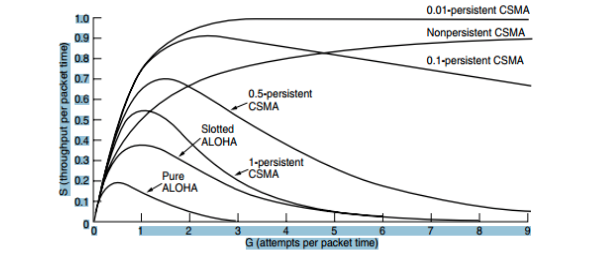 0.01-persistent CSMA
Nonpersistent CSMA
0.1-persistent CSMA
0.5-persistent
CSMA
Slotted
ALOHA
1-persistent
CSMA
Pure
ALOHA
S (throughput per packet time)
1.0
0.9
0.8
0.7
0.6
0.5
0.4
0.3
0.2
0.1
0
0 1 2 3 4 5 6 7 8 9
G (attempts per packet time)